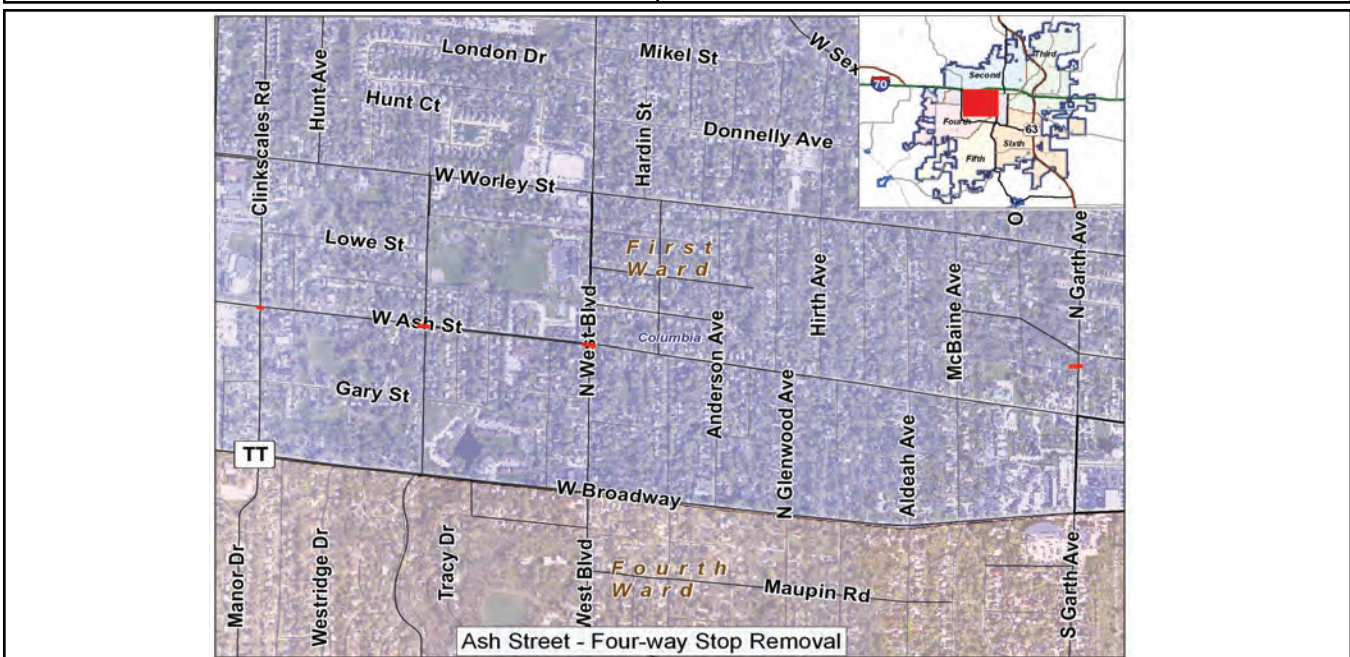 London Dr
Mikel St
W Sex
Hunt Ave
Clinkscales Rd
Hunt Ct
Hardin St
Donnelly Ave
W Worley St
Second
Third
70
Fourth
63
Sixth
Fifth
O
Lowe St
First
Ward
N West Blvd
W Ash St
Columbia
Hirth Ave
McBaine Ave
N Garth Ave
Anderson Ave
Gary St
N Glenwood Ave
Aldeah Ave
TT
W Broadway
Manor Dr
Westridge Dr
Tracy Dr
West Blvd
Fourth
Ward
Maupin Rd
S Garth Ave
Ash Street - Four-way Stop Removal